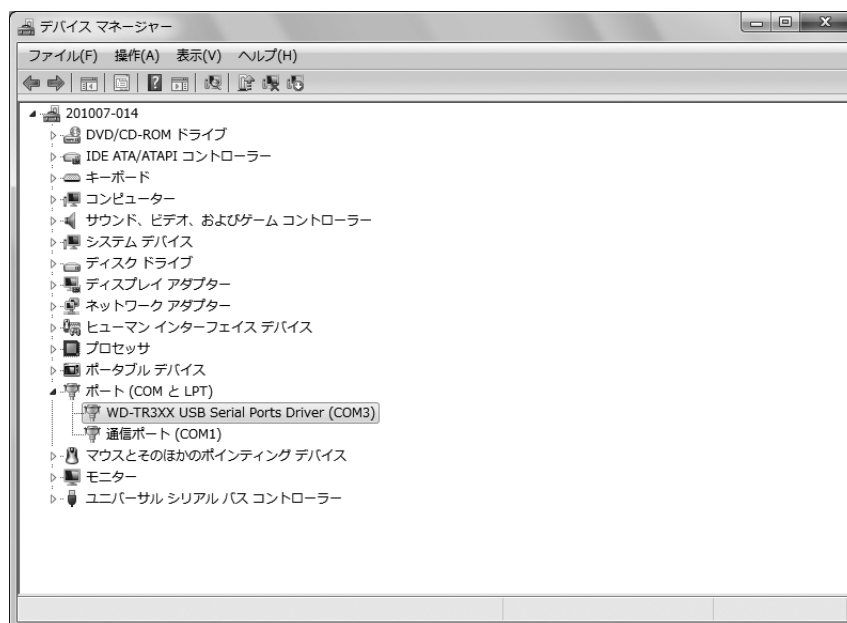 デバイス マネージャー
ファイル(F) 操作(A) 表示(V) ヘルプ(H)
201007-014
DVD/CD-ROM ドライブ
IDE ATA/ATAPI コントローラー
キーボード
コンピューター
サウンド、ビデオ、およびゲーム コントローラー
システム デバイス
ディスク ドライブ
ディスプレイ アダプター
ネットワーク アダプター
ヒューマン インターフェイス デバイス
プロセッサ
ポータブル デバイス
ポート (COM と LPT)
WD-TR3XX USB Serial Ports Driver (COM3)
通信ポート (COM1)
マウスとそのほかのポインティング デバイス
モニター
ユニバーサル シリアル バス コントローラー